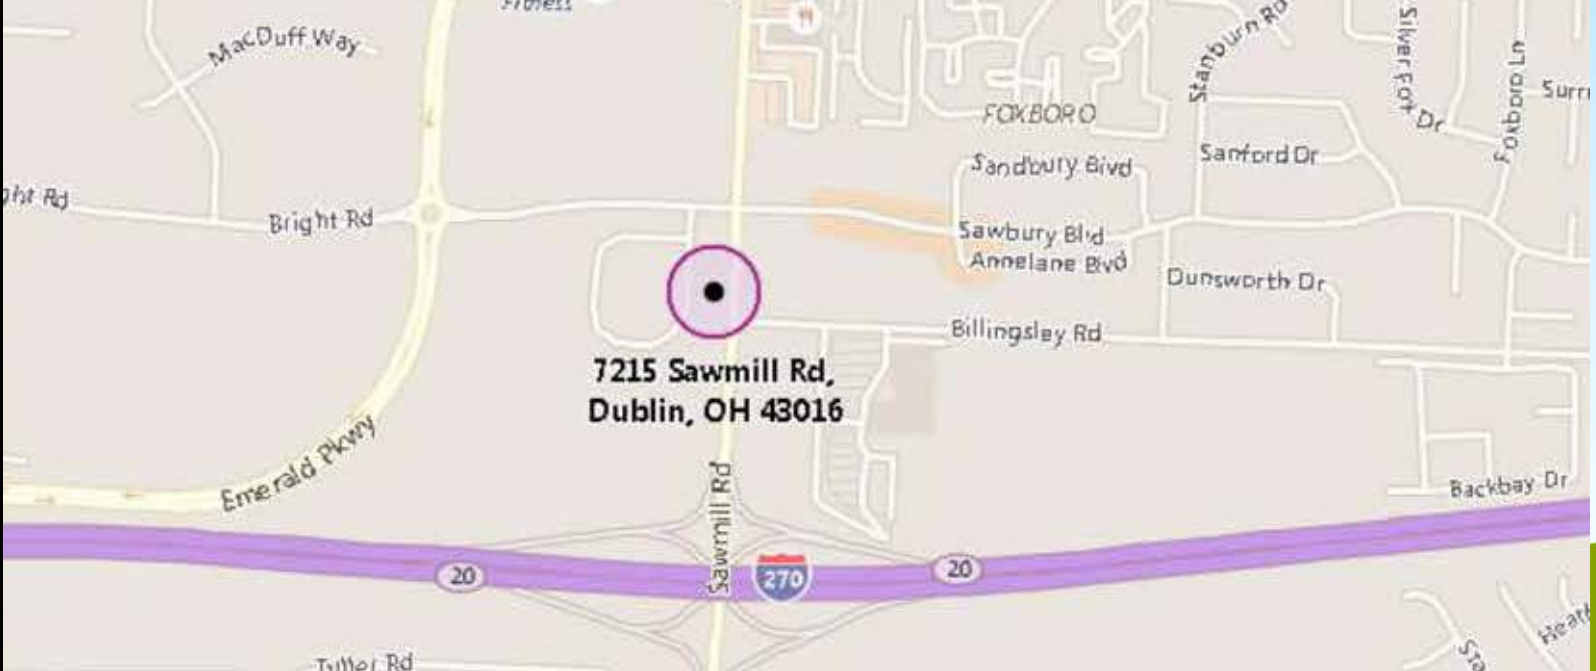 Fitness
MacDuff Way
Stanburn Rd
Silver Fox Dr
Foxboro Ln
FOXBORO
Sandbury Blvd
Sanford Dr
Bright Rd
Sawbury Blvd
Annelane Blvd
Dunsworth Dr
Billingsley Rd
7215 Sawmill Rd,
Dublin, OH 43016
Emerald Pkwy
Sawmill Rd
Backbay Dr
20
270
20
Tuller Rd